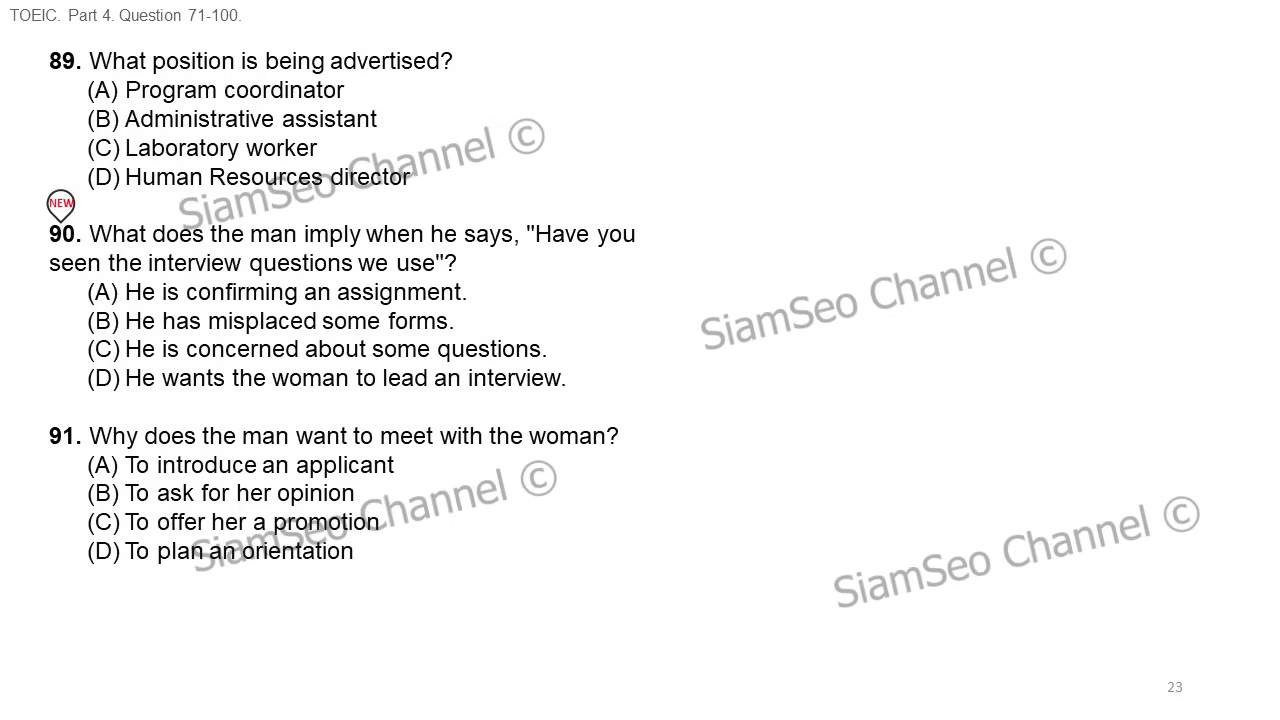 TOEIC. Part 4. Question 71-100.
89. What position is being advertised?
(A) Program coordinator
(B) Administrative assistant
(C) Laboratory worker
(D) Human Resources director
SiamSeo Channel ©
NEW
90. What does the man imply when he says, "Have you
seen the interview questions we use"?
(A) He is confirming an assignment.
(B) He has misplaced some forms.
(C) He is concerned about some questions.
(D) He wants the woman to lead an interview.
SiamSeo Channel ©
91. Why does the man want to meet with the woman?
(A) To introduce an applicant
(B) To ask for her opinion
(C) To offer her a promotion
(D) To plan an orientation
SiamSeo Channel ©
SiamSeo Channel ©
23